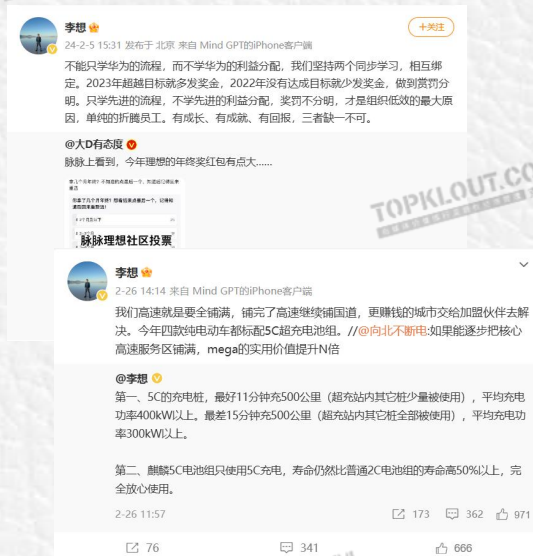 李想
+关注
24-2-5 15:31 发布于 北京 来自 Mind GPT的iPhone客户端
不能只学华为的流程，而不学华为的利益分配，我们坚持两个同步学习，相互绑
定。2023年超越目标就多发奖金，2022年没有达成目标就少发奖金，做到赏罚分
明。只学先进的流程，不学先进的利益分配，奖罚不分明，才是组织低效的最大原
因，单纯的折腾员工。有成长、有成就、有回报，三者缺一不可。
@大D有态度
脉脉上看到，今年理想的年终奖红包有点大......
脉脉理想社区投票
TOPKLOUT.CO
李想
2-26 14:14 来自 Mind GPT的iPhone客户端
我们高速就是要全铺满，铺完了高速继续铺国道，更赚钱的城市交给加盟伙伴去解
决。今年四款纯电动车都标配5C超充电池组。//@向北不断电:如果能逐步把核心
高速服务区铺满，mega的实用价值提升N倍
@李想
第一、5C的充电桩，最好11分钟充500公里（超充站内其它桩少量被使用），平均充电
功率400kW以上。最差15分钟充500公里（超充站内其它桩全部被使用），平均充电功
率300kW以上。
第二、麒麟5C电池组只使用5C充电，寿命仍然比普通2C电池组的寿命高50%以上，完
全放心使用。
2-26 11:57
173 362 971
76 341 666